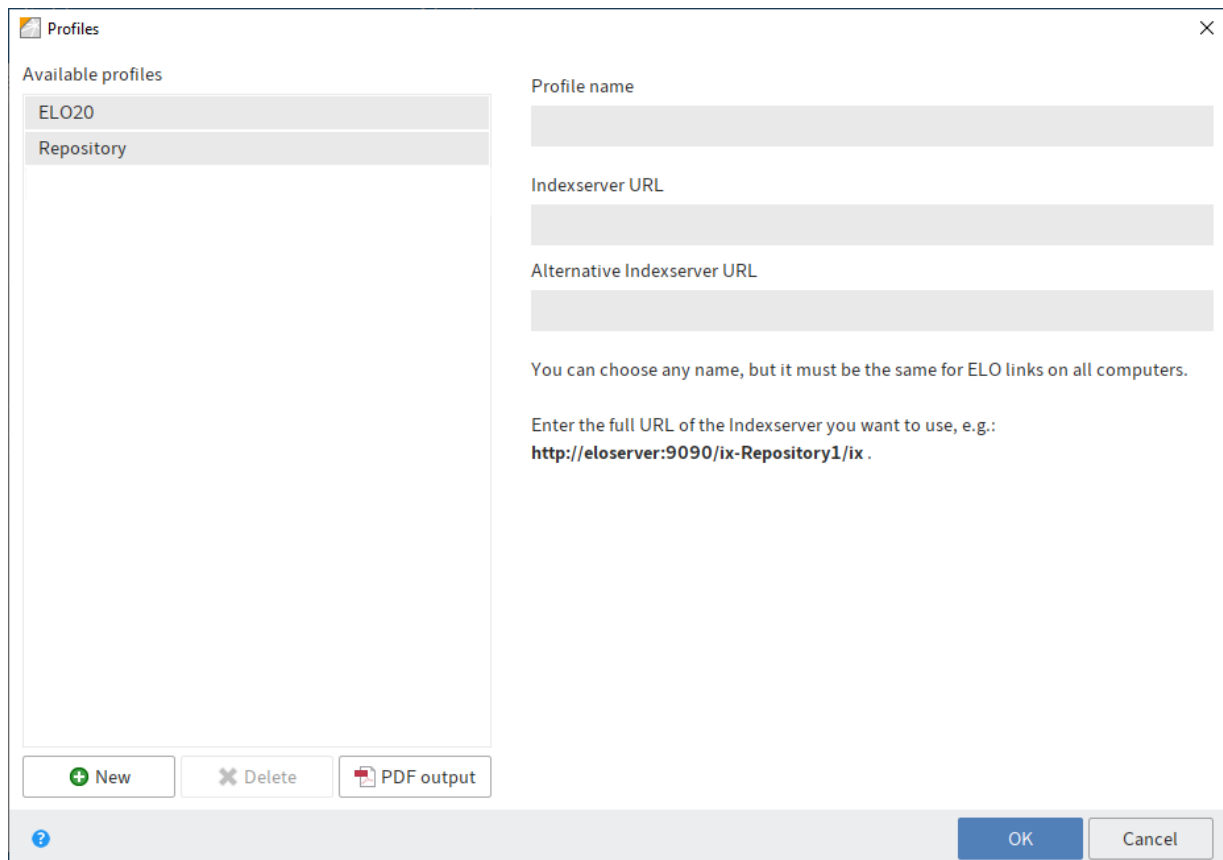 Profiles
Available profiles
ELO20
Repository
Profile name
Indexserver URL
Alternative Indexserver URL
You can choose any name, but it must be the same for ELO links on all computers.
Enter the full URL of the Indexserver you want to use, e.g.:
http://eloserver:9090/ix-Repository1/ix .
New
Delete
PDF output
?
OK
Cancel